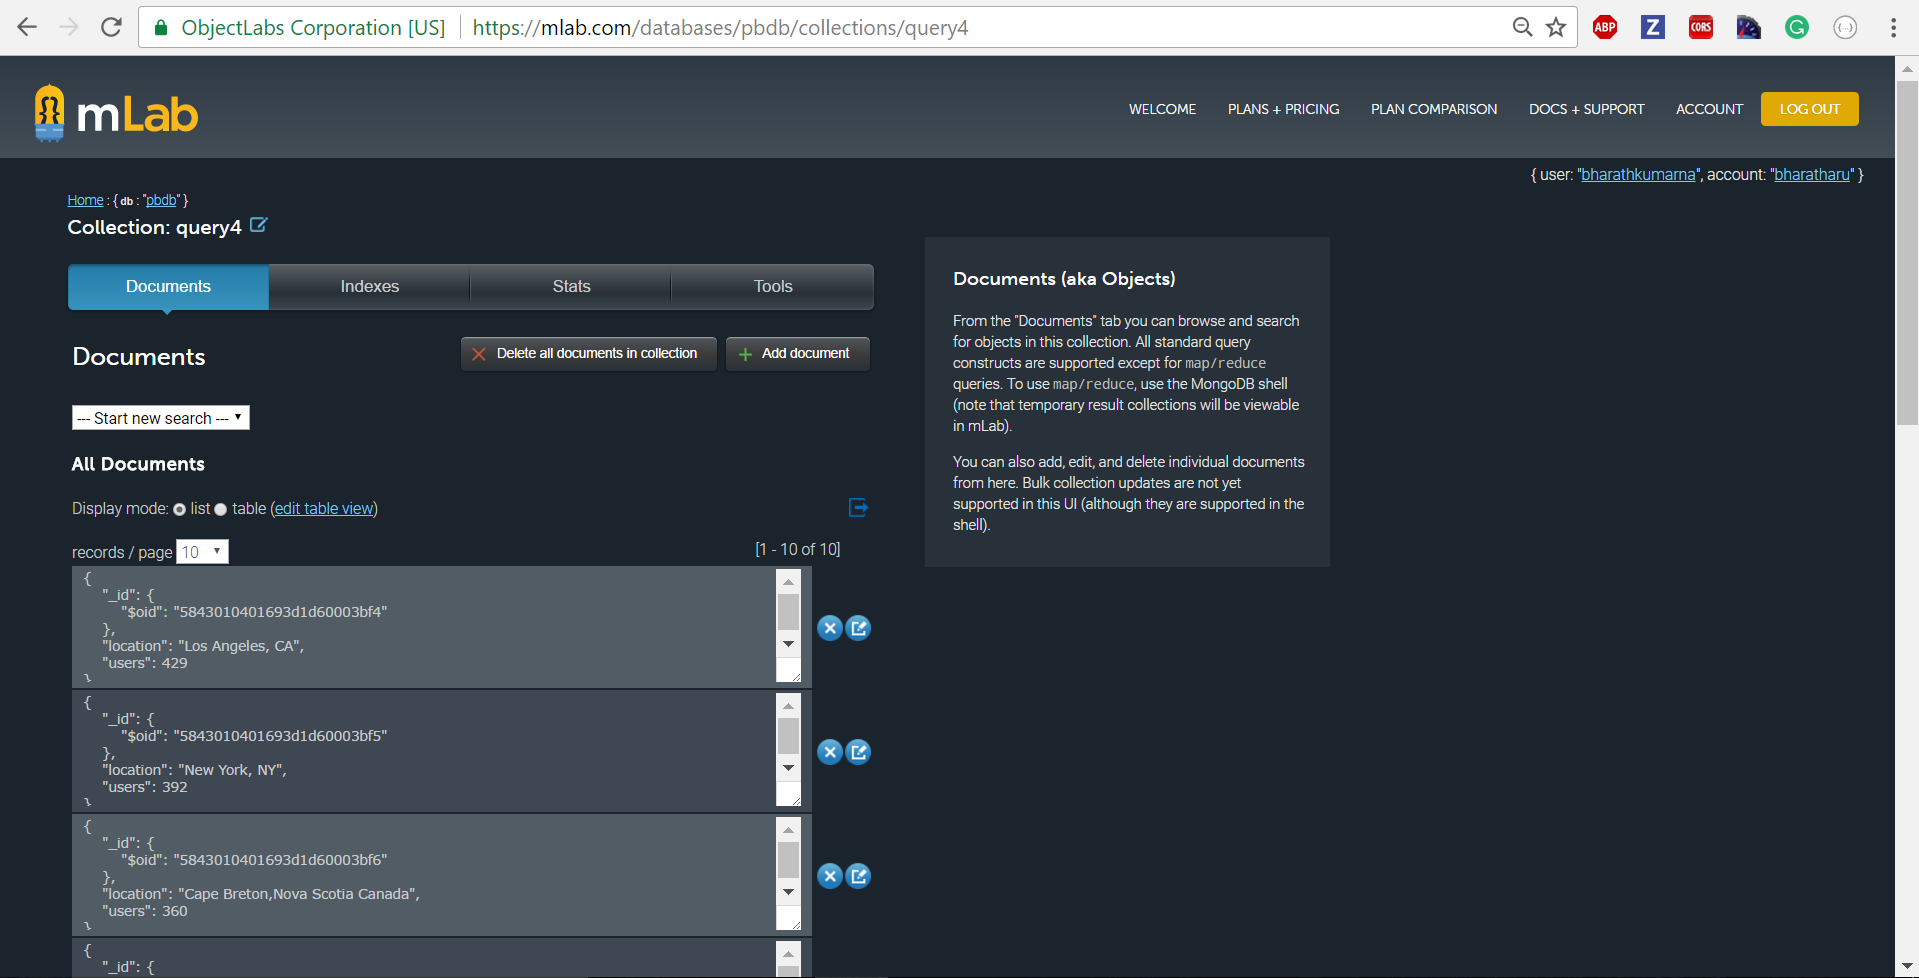 ObjectLabs Corporation [US] https://mlab.com/databases/pbdb/collections/query4
ABP Z CORS G {···}
mLab
WELCOME PLANS + PRICING PLAN COMPARISON DOCS + SUPPORT ACCOUNT LOG OUT
{ user: "bharathkumarna", account: "bharatharu" }
Home : { db : "pbdb" }
Collection: query4
Documents Indexes Stats Tools
Documents
Delete all documents in collection
Add document
--- Start new search ---
All Documents
Display mode: list table (edit table view)
records / page 10
[1 - 10 of 10]
{
"_id": {
"$oid": "5843010401693d1d60003bf4"
},
"location": "Los Angeles, CA",
"users": 429
}
{
"_id": {
"$oid": "5843010401693d1d60003bf5"
},
"location": "New York, NY",
"users": 392
}
{
"_id": {
"$oid": "5843010401693d1d60003bf6"
},
"location": "Cape Breton,Nova Scotia Canada",
"users": 360
}
{
"_id": {
Documents (aka Objects)
From the "Documents" tab you can browse and search
for objects in this collection. All standard query
constructs are supported except for map/reduce
queries. To use map/reduce, use the MongoDB shell
(note that temporary result collections will be viewable
in mLab).
You can also add, edit, and delete individual documents
from here. Bulk collection updates are not yet
supported in this UI (although they are supported in the
shell).